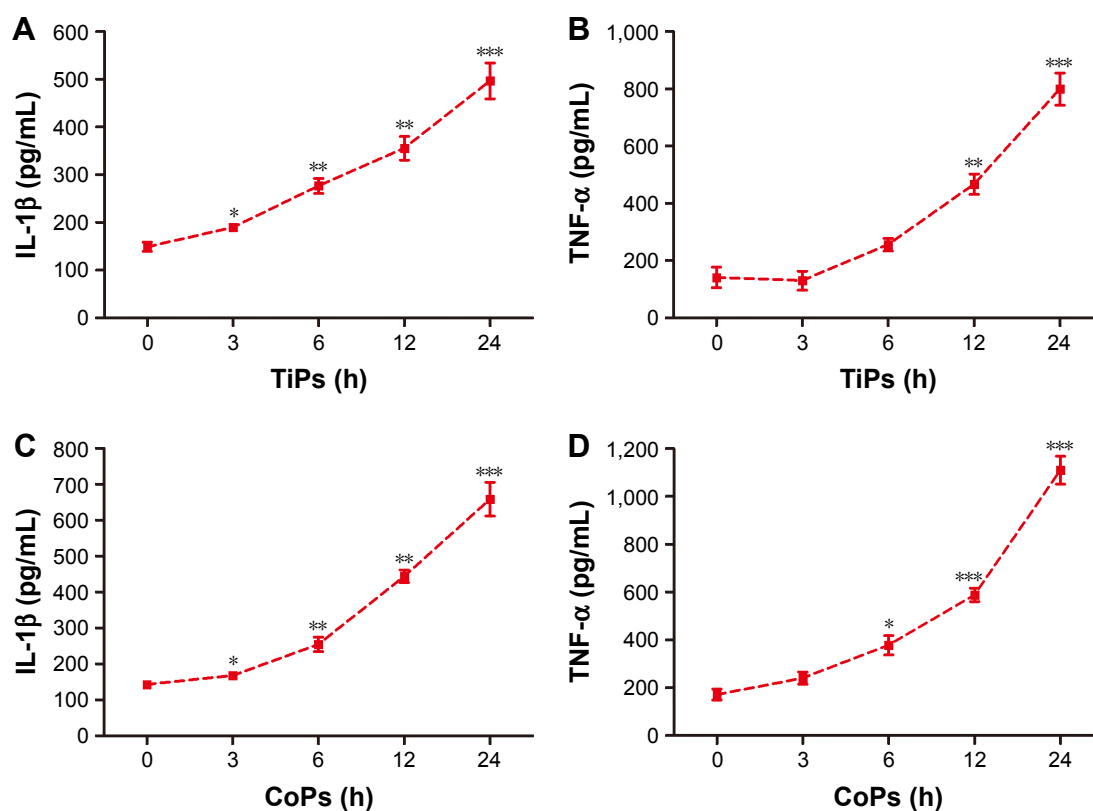 A
IL-1β (pg/mL)
600
500
400
300
200
100
0
*
**
**
***
0 3 6 12 24
TiPs (h)
B
TNF-α (pg/mL)
1,000
800
600
400
200
0
**
***
0 3 6 12 24
TiPs (h)
C
IL-1β (pg/mL)
800
700
600
500
400
300
200
100
0
*
**
**
***
0 3 6 12 24
CoPs (h)
D
TNF-α (pg/mL)
1,200
1,000
800
600
400
200
0
*
***
***
0 3 6 12 24
CoPs (h)